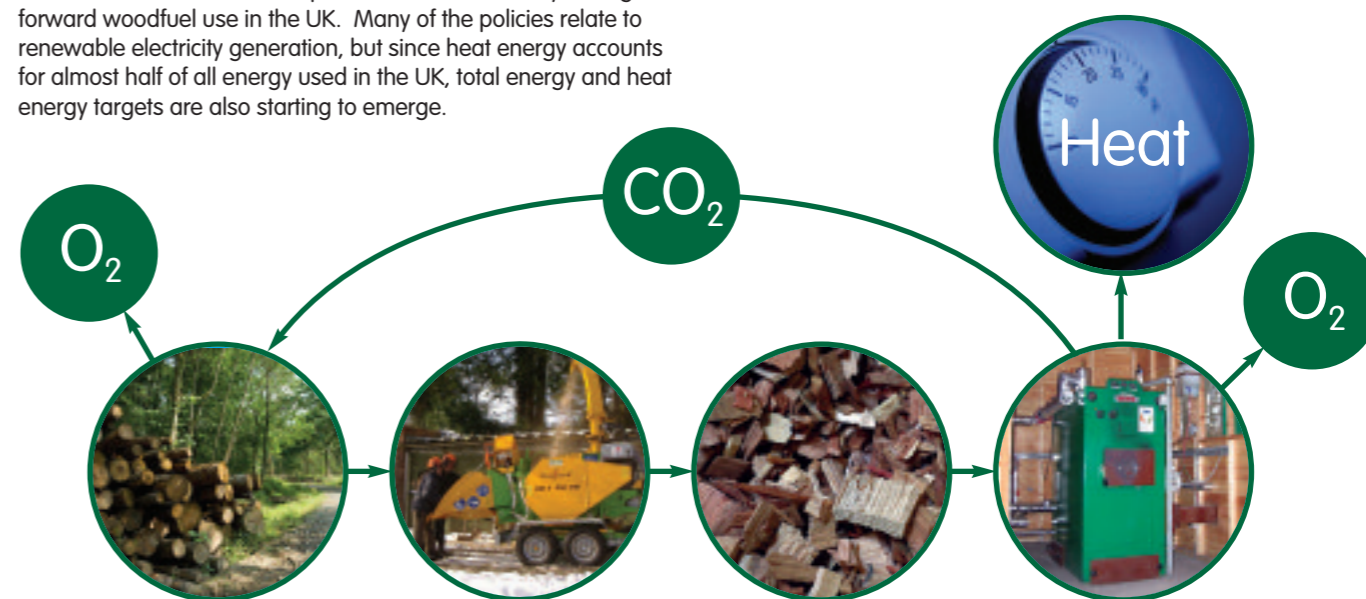 forward woodfuel use in the UK. Many of the policies relate to
renewable electricity generation, but since heat energy accounts
for almost half of all energy used in the UK, total energy and heat
energy targets are also starting to emerge.
Heat
CO₂
O₂
O₂
20